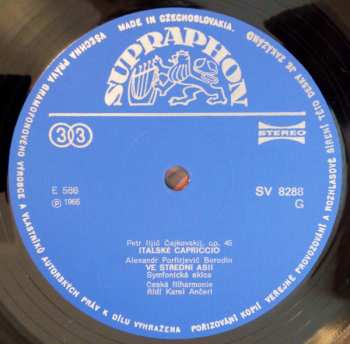 MADE IN CZECHOSLOVAKIA.
VŠECHNA PRÁVA GRAMOFONOVÉHO VÝROBCE A VLASTNÍKŮ AUTORSKÝCH PRÁV K DÍLU VYHRAZENA POŘIZOVÁNÍ KOPIÍ VEŘEJNÉ PROVOZOVÁNÍ A ROZHLASOVÉ ŠÍŘENÍ TÉTO DESKY JE ZAKÁZÁNO
SUPRAPHON
33
STEREO
E 566
SV 8288
℗ 1966
G
Petr Iljič Čajkovskij, op. 45
ITALSKÉ CAPRICCIO
Alexandr Porfirjevič Borodin
VE STŘEDNÍ ASII
Symfonická skica
Česká filharmonie
Řídí Karel Ančerl